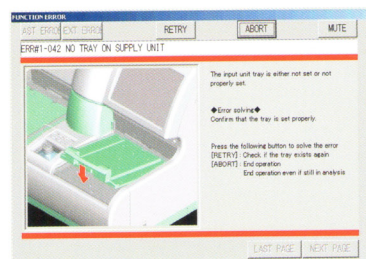 FUNCTION ERROR
LAST ERROR NEXT ERROR RETRY ABORT MUTE
ERR#1-042 NO TRAY ON SUPPLY UNIT
The input unit tray is either not set or not
properly set.
◆Error solving◆
Confirm that the tray is set properly.
Press the following button to solve the error
[RETRY] : Check if the tray exists again
[ABORT] : End operation
End operation even if still in analysis
LAST PAGE NEXT PAGE